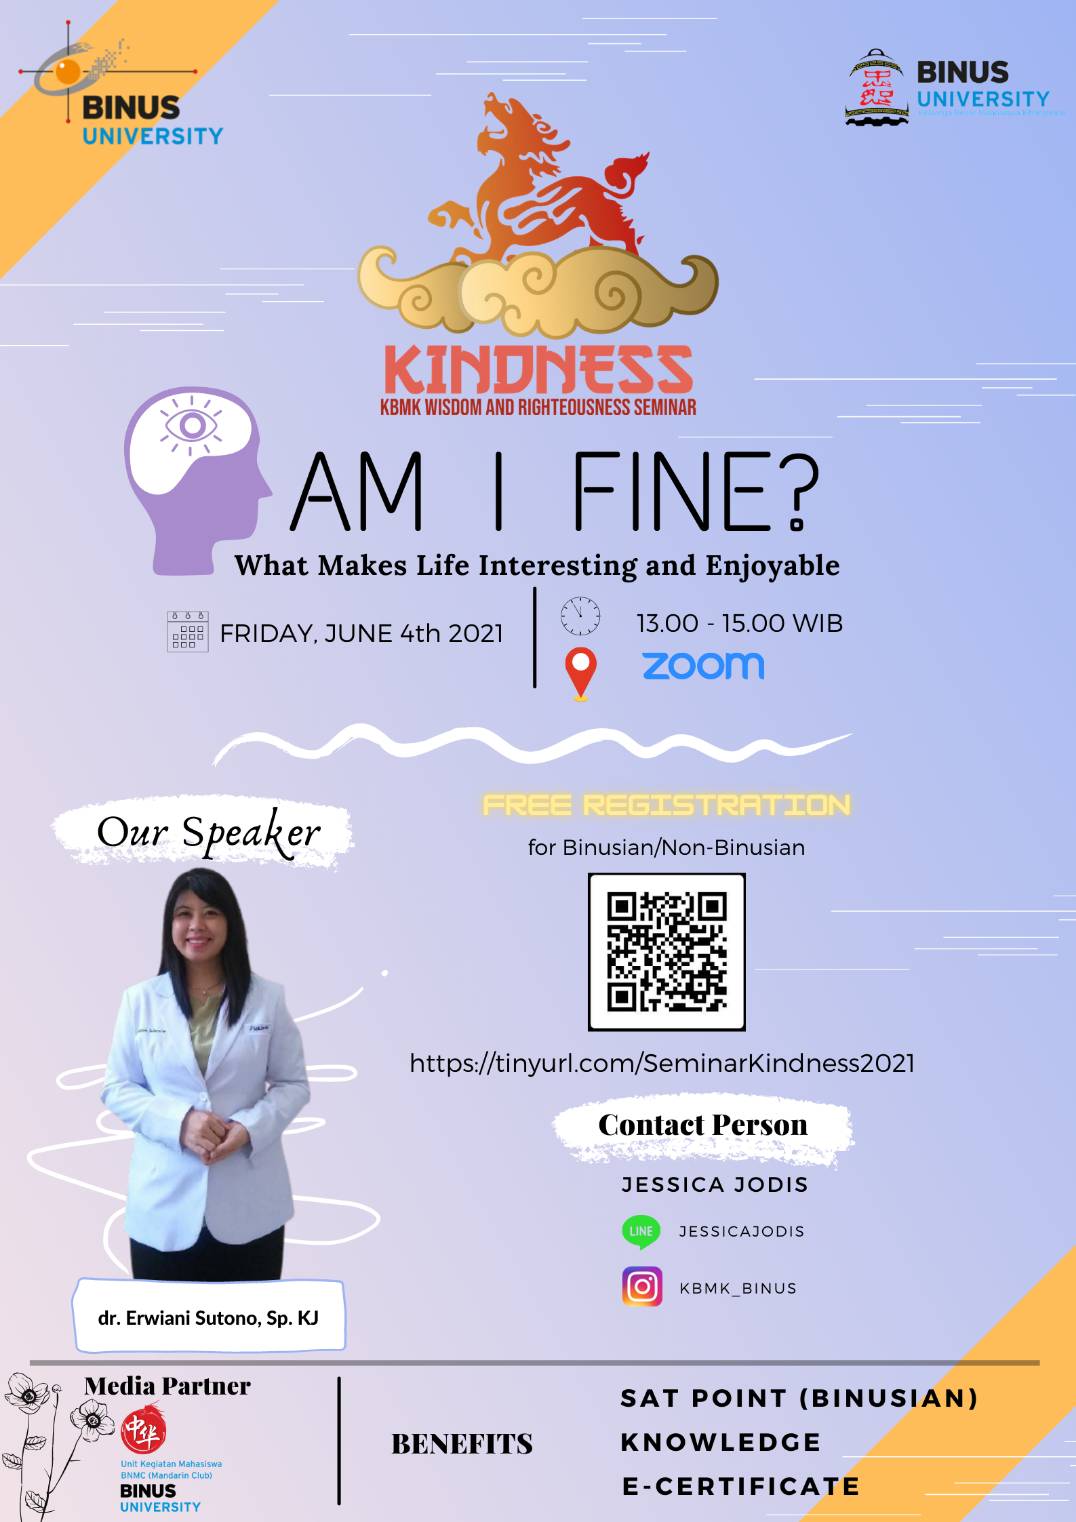 BINUS
UNIVERSITY
BINUS
UNIVERSITY
KINDNESS
KBMK WISDOM AND RIGHTEOUSNESS SEMINAR
AM I FINE?
What Makes Life Interesting and Enjoyable
FRIDAY, JUNE 4th 2021
13.00 - 15.00 WIB
zoom
Our Speaker
FREE REGISTRATION
for Binusian/Non-Binusian
https://tinyurl.com/SeminarKindness2021
Contact Person
JESSICA JODIS
LINE
JESSICAJODIS
KBMK_BINUS
dr. Erwiani Sutono, Sp. KJ
Media Partner
中华
Unit Kegiatan Mahasiswa
BNMC (Mandarin Club)
BINUS
UNIVERSITY
BENEFITS
SAT POINT (BINUSIAN)
KNOWLEDGE
E-CERTIFICATE